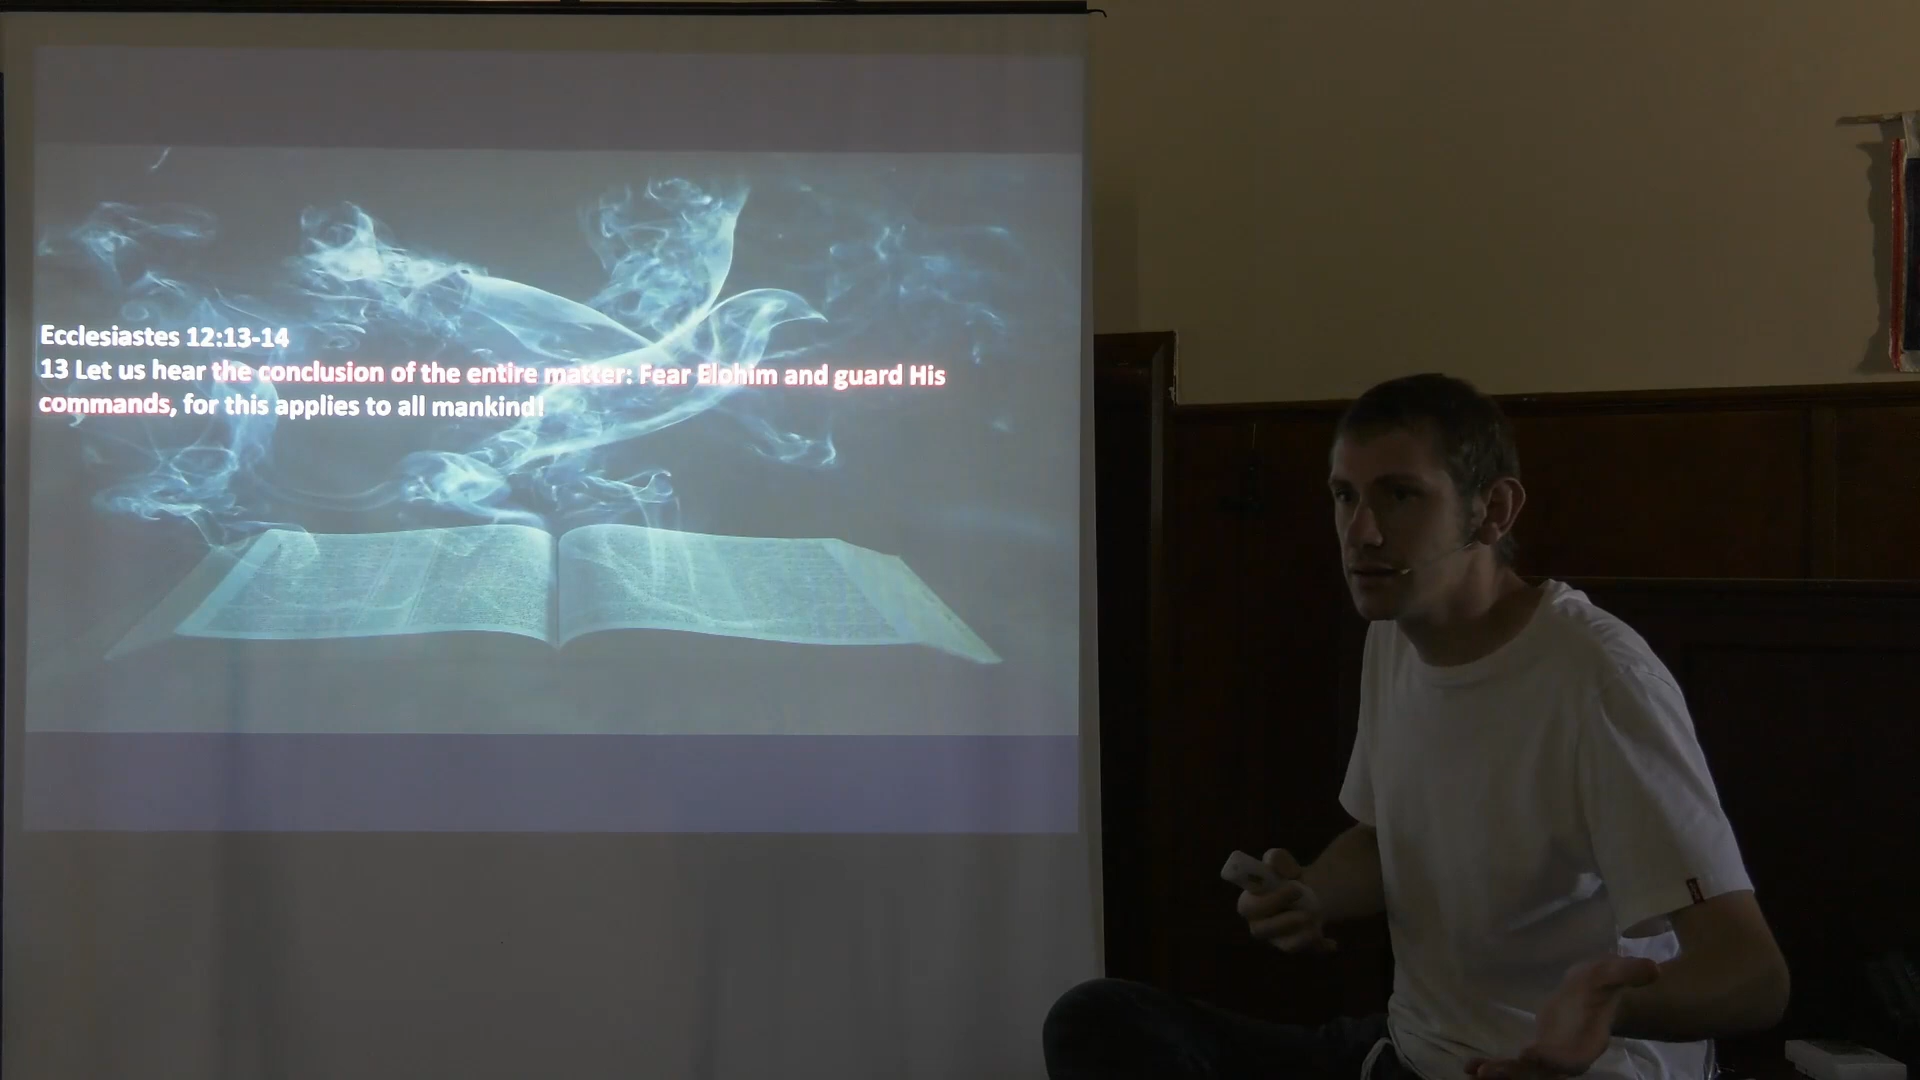 Ecclesiastes 12:13-14
13 Let us hear the conclusion of the entire matter: Fear Elohim and guard His
commands, for this applies to all mankind!